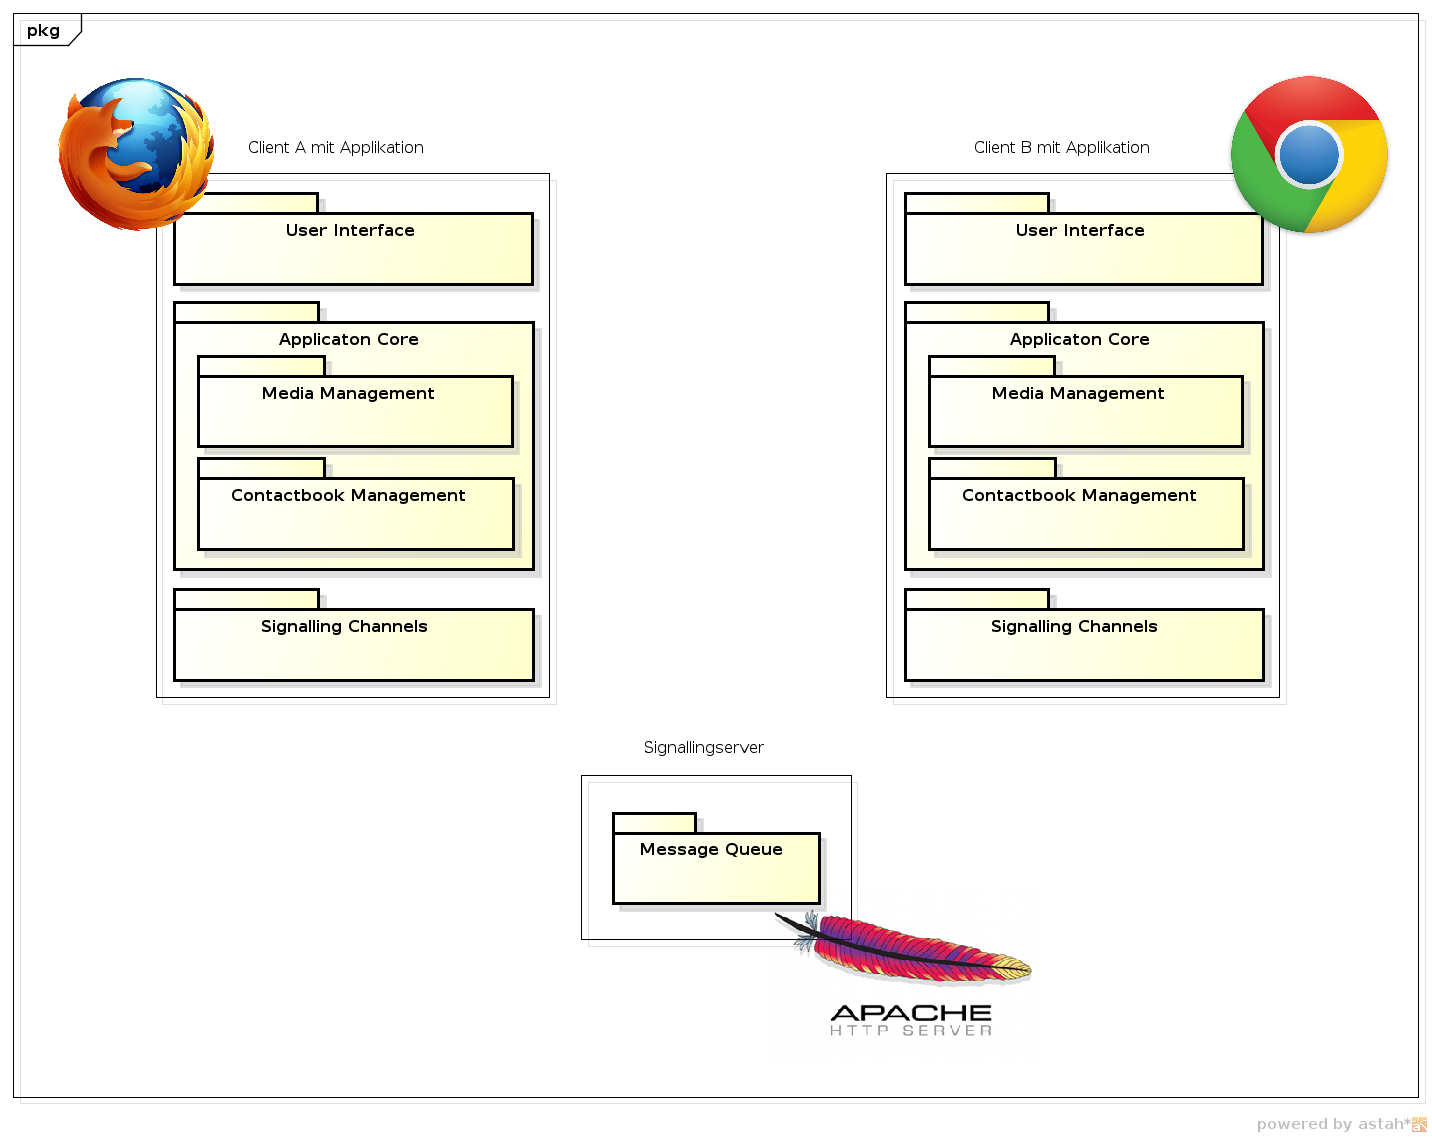 pkg
Client A mit Applikation
Client B mit Applikation
User Interface
User Interface
Applicaton Core
Applicaton Core
Media Management
Media Management
Contactbook Management
Contactbook Management
Signalling Channels
Signalling Channels
Signallingserver
Message Queue
APACHE
HTTP SERVER
powered by astah*